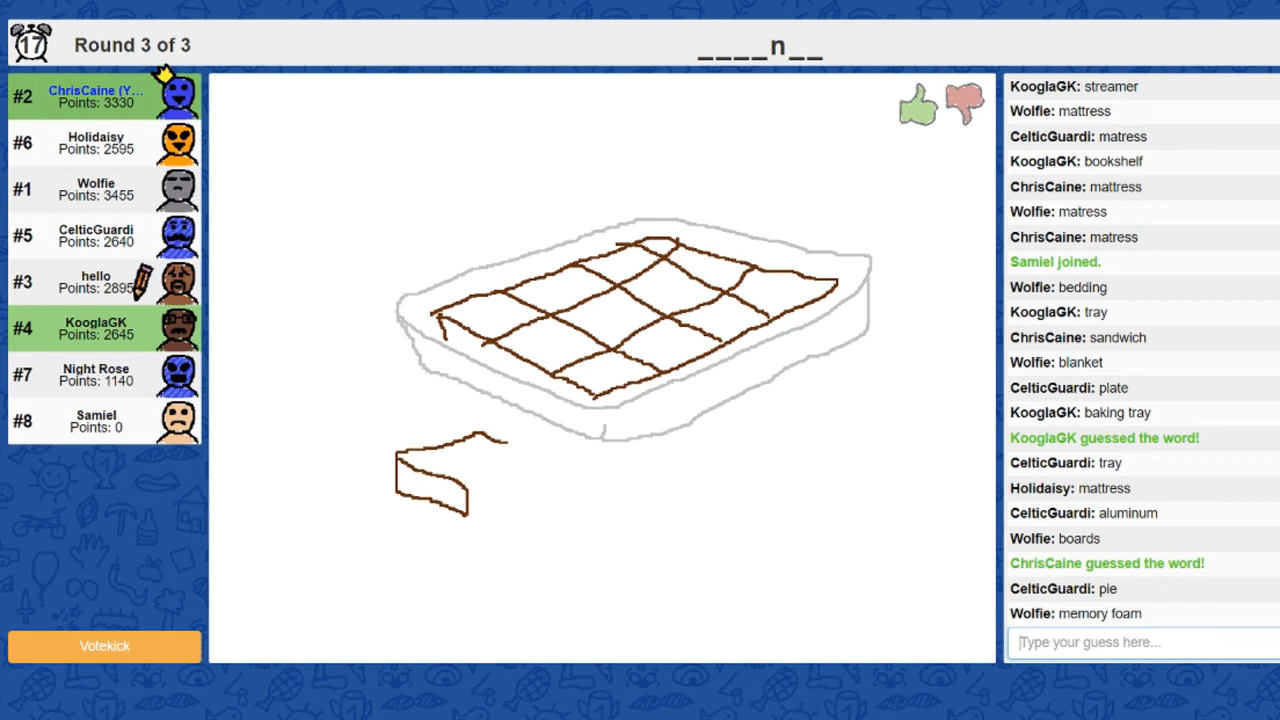 17
Round 3 of 3
____n__
#2 ChrisCaine (Y...
Points: 3330
#6 Holidaisy
Points: 2595
#1 Wolfie
Points: 3455
#5 CelticGuardi
Points: 2640
#3 hello
Points: 2895
#4 KooglaGK
Points: 2645
#7 Night Rose
Points: 1140
#8 Samiel
Points: 0
Votekick
KooglaGK: streamer
Wolfie: mattress
CelticGuardi: matress
KooglaGK: bookshelf
ChrisCaine: mattress
Wolfie: matress
ChrisCaine: matress
Samiel joined.
Wolfie: bedding
KooglaGK: tray
ChrisCaine: sandwich
Wolfie: blanket
CelticGuardi: plate
KooglaGK: baking tray
KooglaGK guessed the word!
CelticGuardi: tray
Holidaisy: mattress
CelticGuardi: aluminum
Wolfie: boards
ChrisCaine guessed the word!
CelticGuardi: pie
Wolfie: memory foam
Type your guess here...